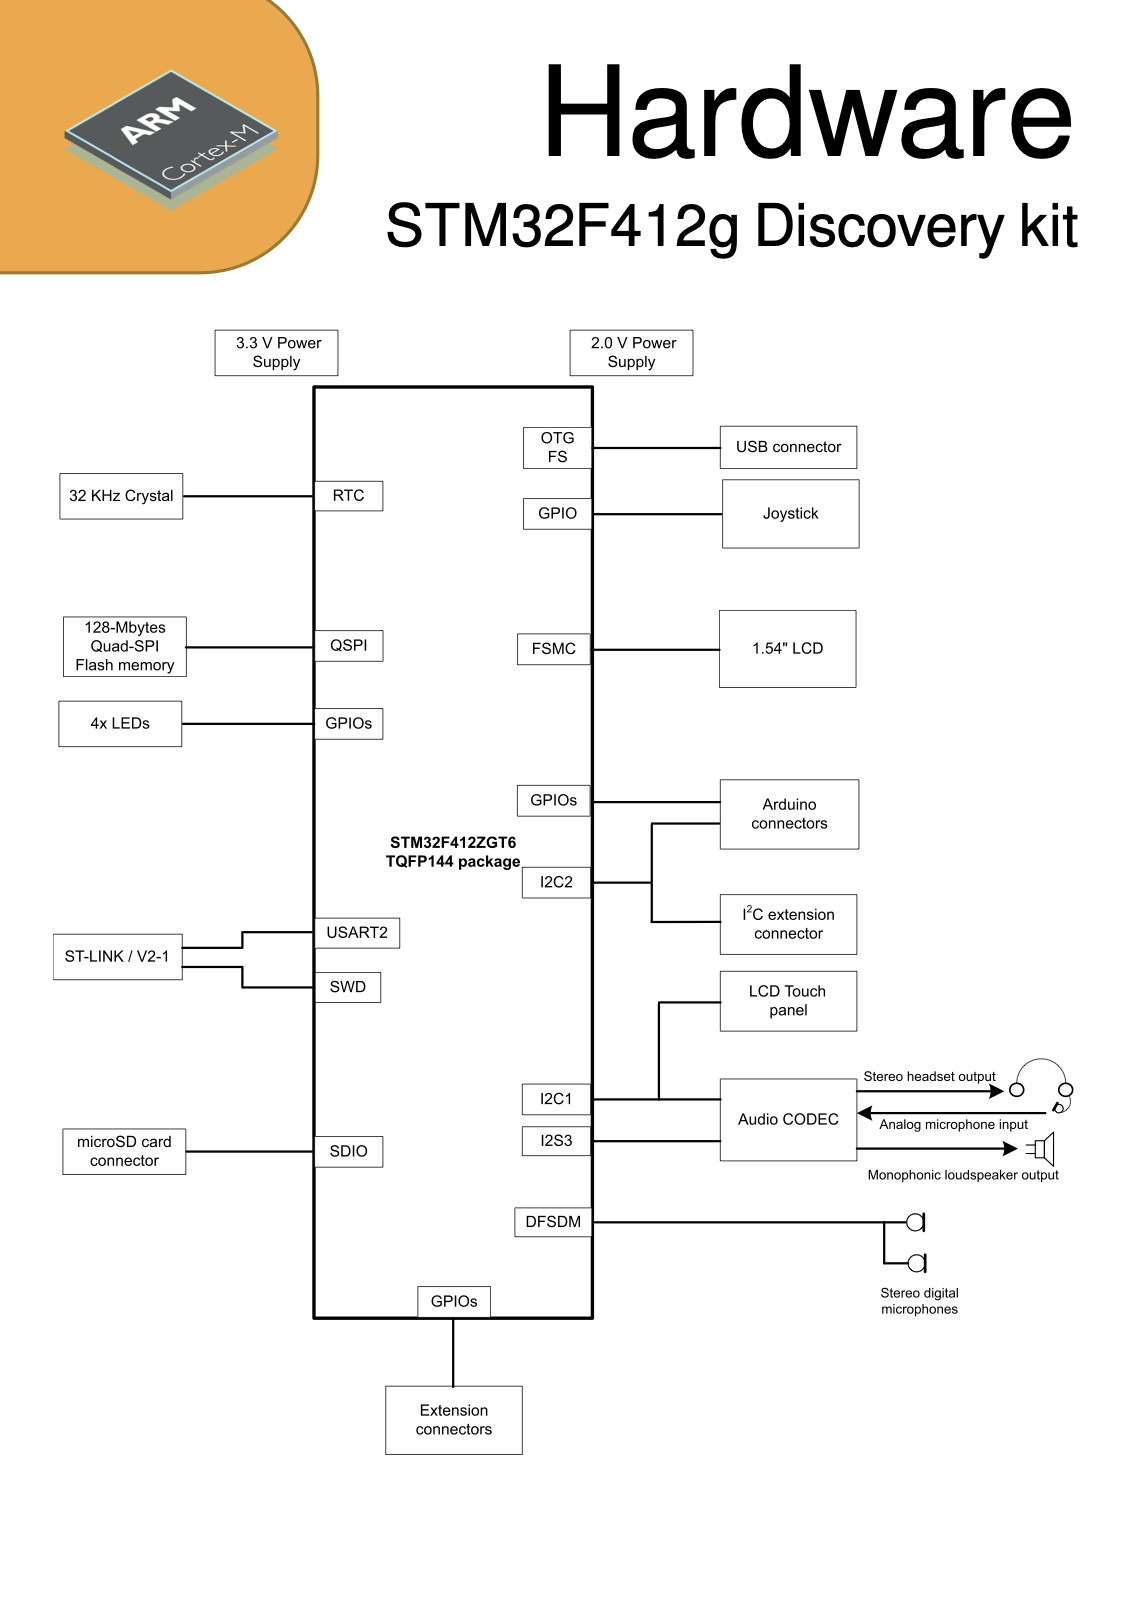 ARM
Cortex-M
Hardware
STM32F412g Discovery kit
3.3 V Power
Supply
2.0 V Power
Supply
OTG
FS
USB connector
32 KHz Crystal
RTC
GPIO
Joystick
128-Mbytes
Quad-SPI
Flash memory
QSPI
FSMC
1.54" LCD
4x LEDs
GPIOs
GPIOs
Arduino
connectors
STM32F412ZGT6
TQFP144 package
I2C2
I²C extension
connector
ST-LINK / V2-1
USART2
SWD
LCD Touch
panel
I2C1
I2S3
Audio CODEC
Stereo headset output
Analog microphone input
Monophonic loudspeaker output
microSD card
connector
SDIO
DFSDM
Stereo digital
microphones
GPIOs
Extension
connectors